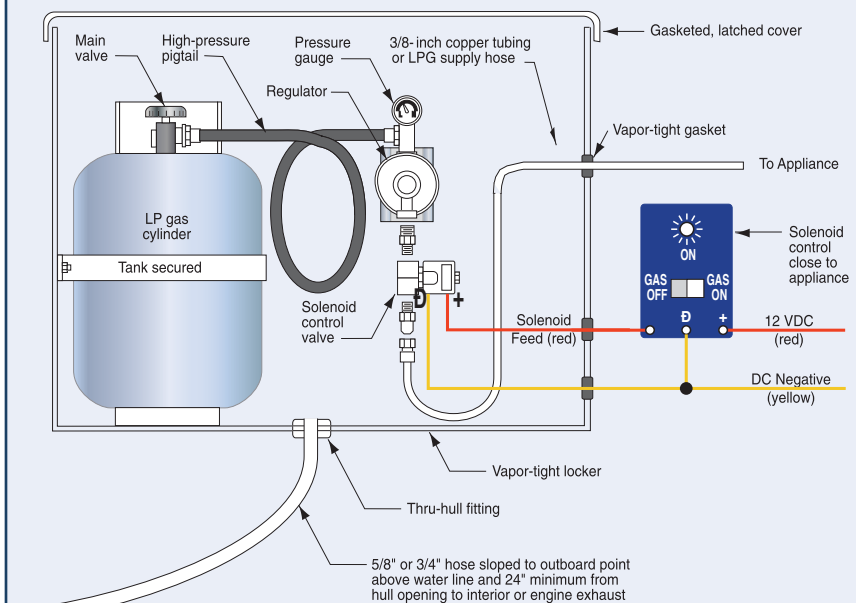 Gasketed, latched cover
Main
valve
High-pressure
pigtail
Pressure
gauge
3/8- inch copper tubing
or LPG supply hose
Regulator
Vapor-tight gasket
To Appliance
LP gas
cylinder
Tank secured
ON
GAS
OFF
GAS
ON
Solenoid
control
close to
appliance
Solenoid
control
valve
Đ
+
Solenoid
Feed (red)
Đ
+
12 VDC
(red)
DC Negative
(yellow)
Vapor-tight locker
Thru-hull fitting
5/8" or 3/4" hose sloped to outboard point
above water line and 24" minimum from
hull opening to interior or engine exhaust